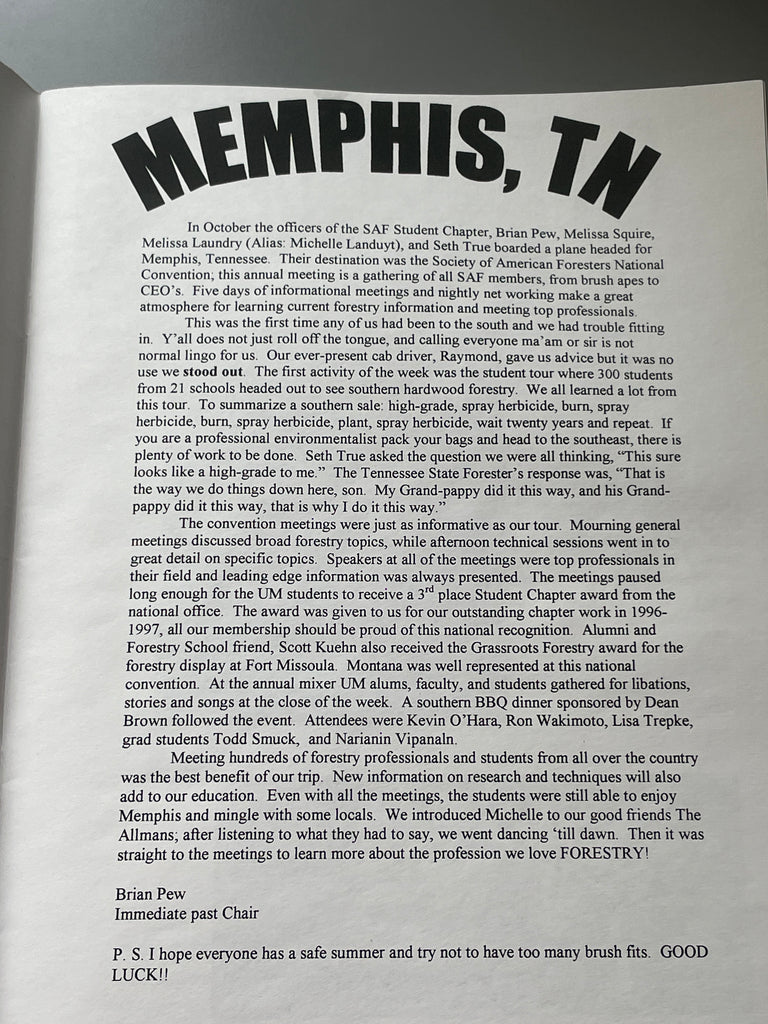 MEMPHIS, TN
In October the officers of the SAF Student Chapter, Brian Pew, Melissa Squire,
Melissa Laundry (Alias: Michelle Landuyt), and Seth True boarded a plane headed for
Memphis, Tennessee. Their destination was the Society of American Foresters National
Convention; this annual meeting is a gathering of all SAF members, from brush apes to
CEO's. Five days of informational meetings and nightly net working make a great
atmosphere for learning current forestry information and meeting top professionals.
This was the first time any of us had been to the south and we had trouble fitting
in. Y'all does not just roll off the tongue, and calling everyone ma'am or sir is not
normal lingo for us. Our ever-present cab driver, Raymond, gave us advice but it was no
use we stood out. The first activity of the week was the student tour where 300 students
from 21 schools headed out to see southern hardwood forestry. We all learned a lot from
this tour. To summarize a southern sale: high-grade, spray herbicide, burn, spray
herbicide, burn, spray herbicide, plant, spray herbicide, wait twenty years and repeat. If
you are a professional environmentalist pack your bags and head to the southeast, there is
plenty of work to be done. Seth True asked the question we were all thinking, "This sure
looks like a high-grade to me." The Tennessee State Forester's response was, "That is
the way we do things down here, son. My Grand-pappy did it this way, and his Grand-
pappy did it this way, that is why I do it this way."
The convention meetings were just as informative as our tour. Mourning general
meetings discussed broad forestry topics, while afternoon technical sessions went in to
great detail on specific topics. Speakers at all of the meetings were top professionals in
their field and leading edge information was always presented. The meetings paused
long enough for the UM students to receive a 3rd place Student Chapter award from the
national office. The award was given to us for our outstanding chapter work in 1996-
1997, all our membership should be proud of this national recognition. Alumni and
Forestry School friend, Scott Kuehn also received the Grassroots Forestry award for the
forestry display at Fort Missoula. Montana was well represented at this national
convention. At the annual mixer UM alums, faculty, and students gathered for libations,
stories and songs at the close of the week. A southern BBQ dinner sponsored by Dean
Brown followed the event. Attendees were Kevin O'Hara, Ron Wakimoto, Lisa Trepke,
grad students Todd Smuck, and Narianin Vipanaln.
Meeting hundreds of forestry professionals and students from all over the country
was the best benefit of our trip. New information on research and techniques will also
add to our education. Even with all the meetings, the students were still able to enjoy
Memphis and mingle with some locals. We introduced Michelle to our good friends The
Allmans; after listening to what they had to say, we went dancing 'till dawn. Then it was
straight to the meetings to learn more about the profession we love FORESTRY!
Brian Pew
Immediate past Chair
P. S. I hope everyone has a safe summer and try not to have too many brush fits. GOOD
LUCK!!